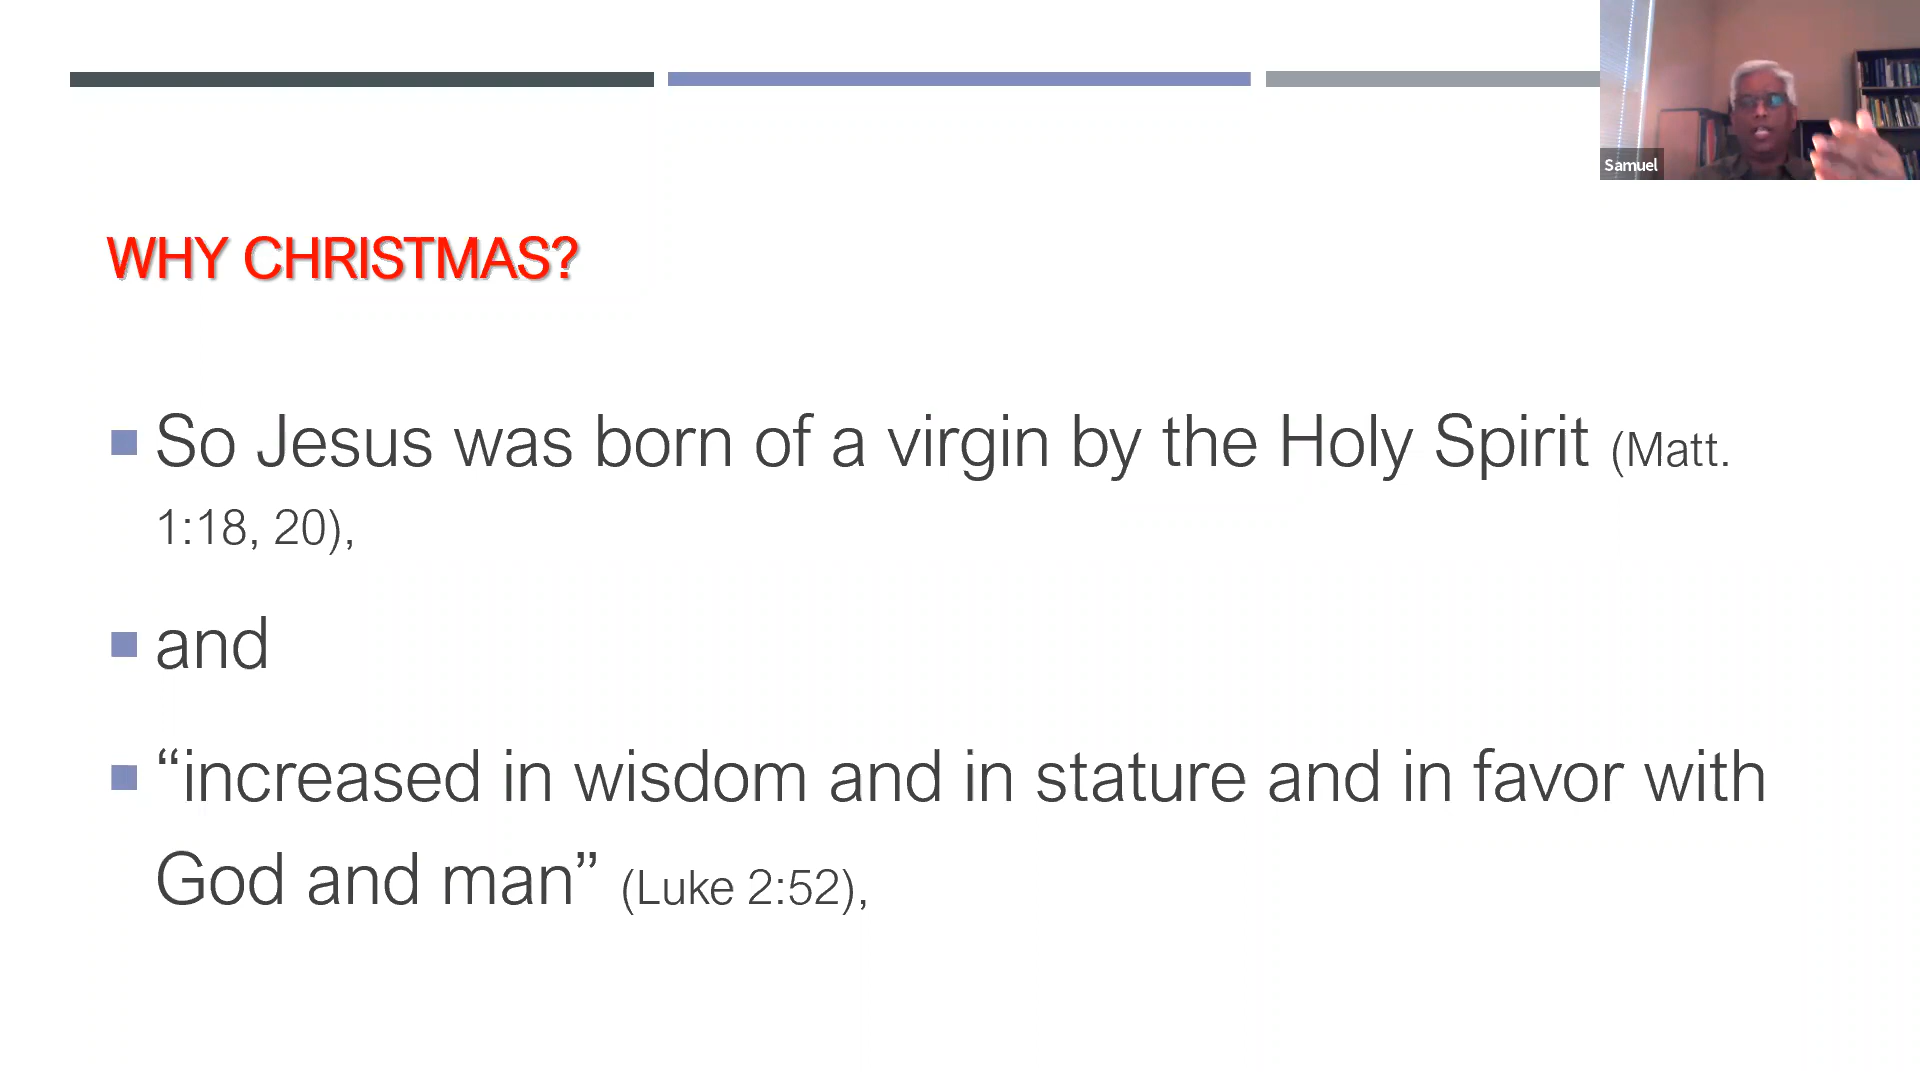 Samuel
WHY CHRISTMAS?
So Jesus was born of a virgin by the Holy Spirit (Matt.
1:18, 20),
and
“increased in wisdom and in stature and in favor with
God and man” (Luke 2:52),